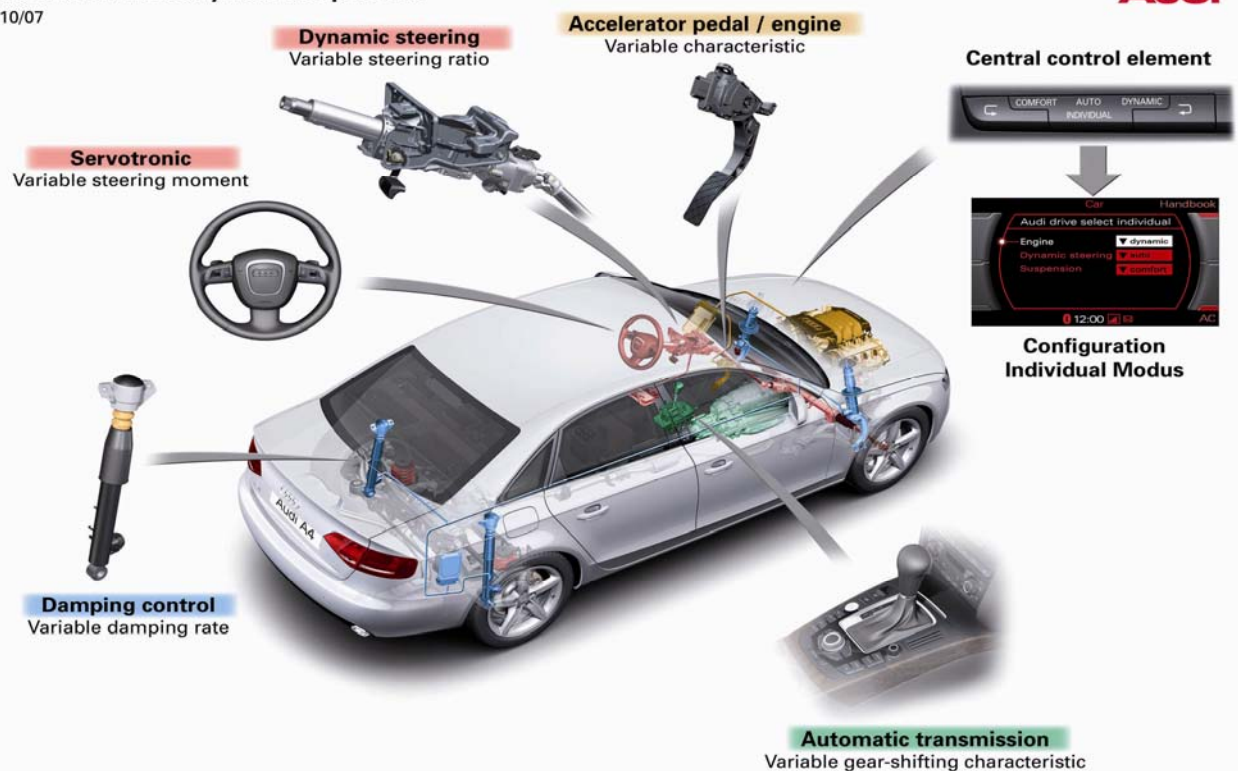 10/07
Dynamic steering
Variable steering ratio
Accelerator pedal / engine
Variable characteristic
Central control element
COMFORT AUTO DYNAMIC
INDIVIDUAL
Servotronic
Variable steering moment
Car Handbook
Audi drive select individual
Engine ▼ dynamic
Dynamic steering ▼ auto
Suspension ▼ comfort
12:00 AC
Configuration
Individual Modus
Audi A4
Damping control
Variable damping rate
Automatic transmission
Variable gear-shifting characteristic